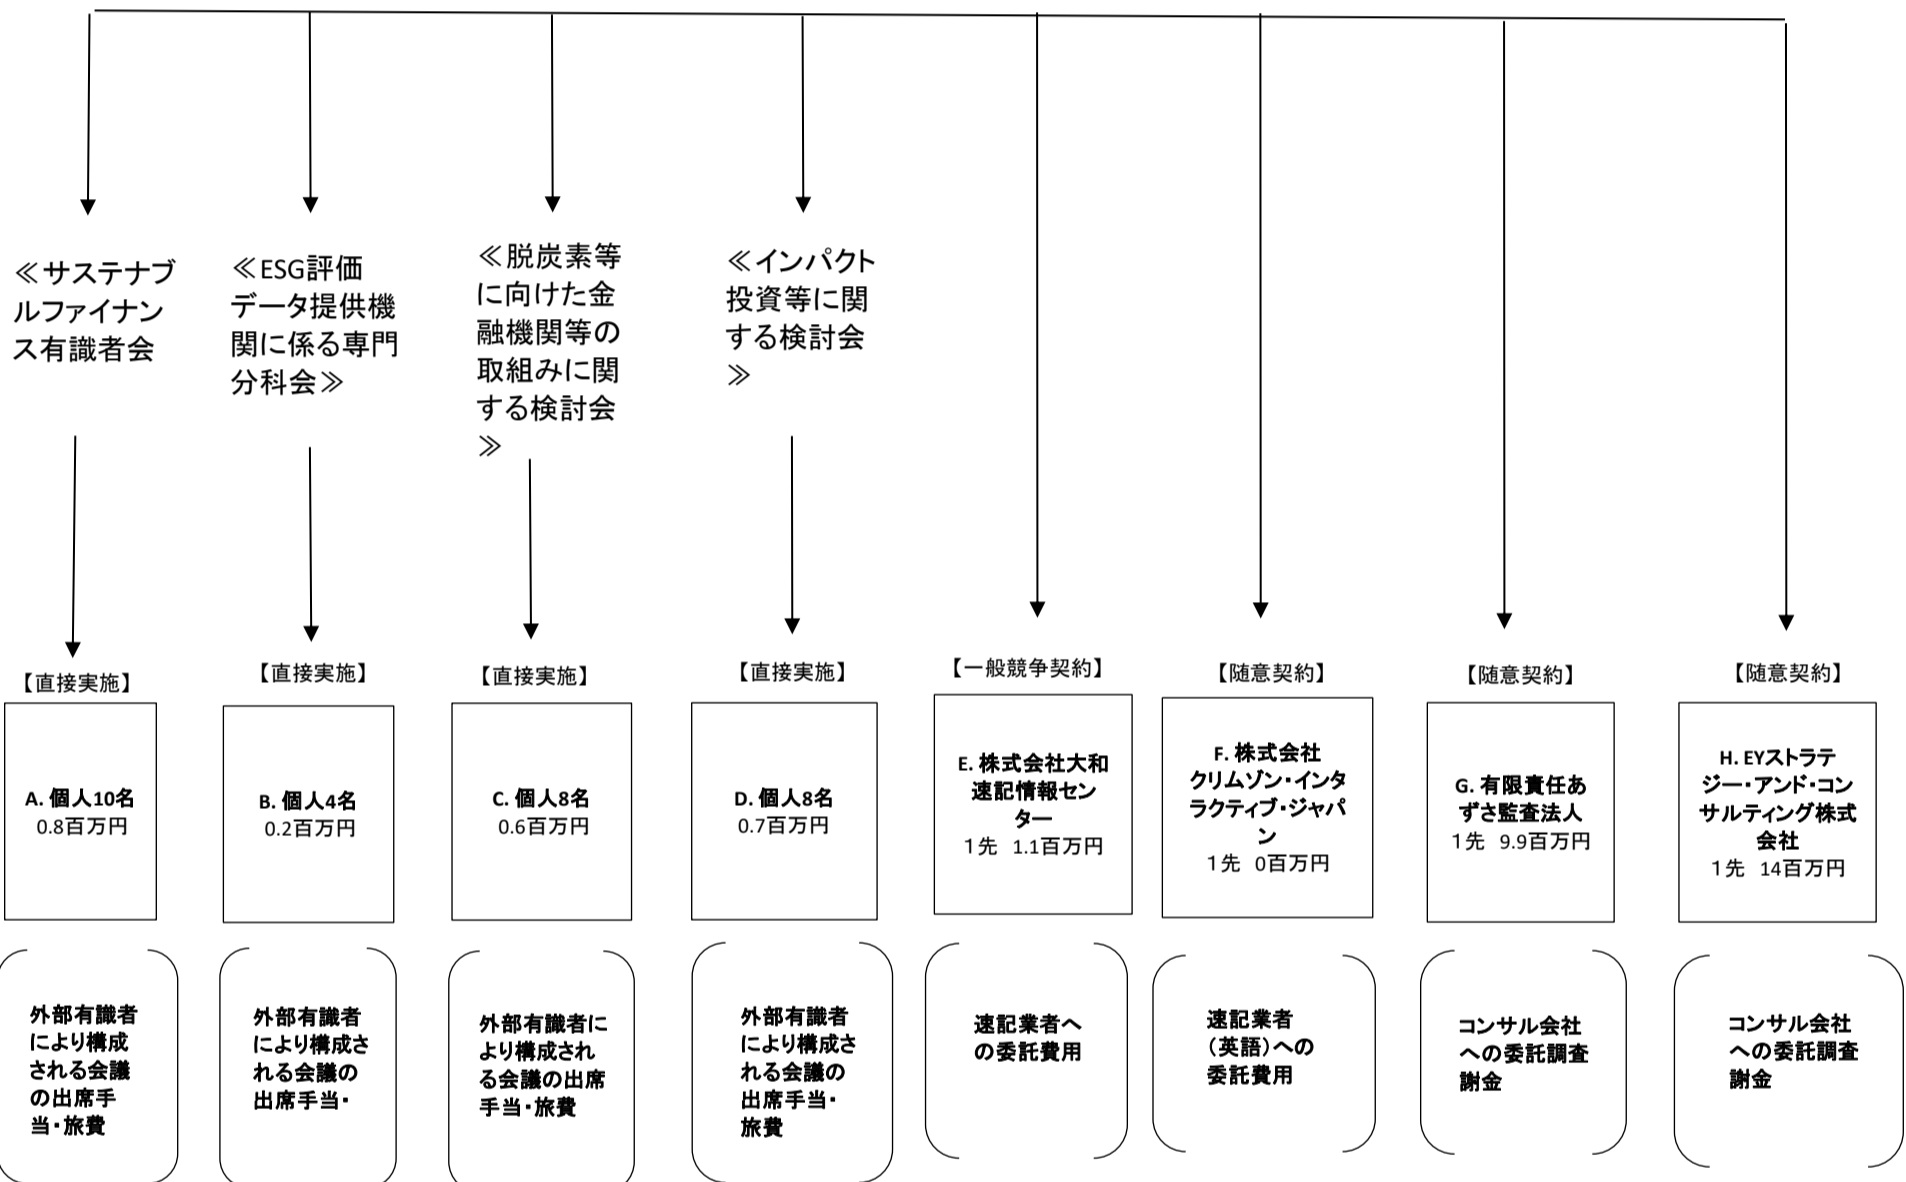 ≪サステナブ
ルファイナン
ス有識者会
≪ESG評価
データ提供機
関に係る専門
分科会≫
≪脱炭素等
に向けた金
融機関等の
取組みに関
する検討会
≫
≪インパクト
投資等に関
する検討会
≫
【直接実施】
A. 個人10名
0.8百万円
外部有識者
により構成
される会議
の出席手
当・旅費
【直接実施】
B. 個人4名
0.2百万円
外部有識者
により構成さ
れる会議の
出席手当・
【直接実施】
C. 個人8名
0.6百万円
外部有識者に
より構成され
る会議の出席
手当・旅費
【直接実施】
D. 個人8名
0.7百万円
外部有識者
により構成さ
れる会議の
出席手当・
旅費
【一般競争契約】
E. 株式会社大和
速記情報セン
ター
1先 1.1百万円
速記業者へ
の委託費用
【随意契約】
F. 株式会社
クリムゾン・インタ
ラクティブ・ジャパ
ン
1先 0百万円
速記業者
（英語）への
委託費用
【随意契約】
G. 有限責任あ
ずさ監査法人
1先 9.9百万円
コンサル会社
への委託調査
謝金
【随意契約】
H. EYストラテ
ジー・アンド・コン
サルティング株式
会社
1先 14百万円
コンサル会社
への委託調査
謝金